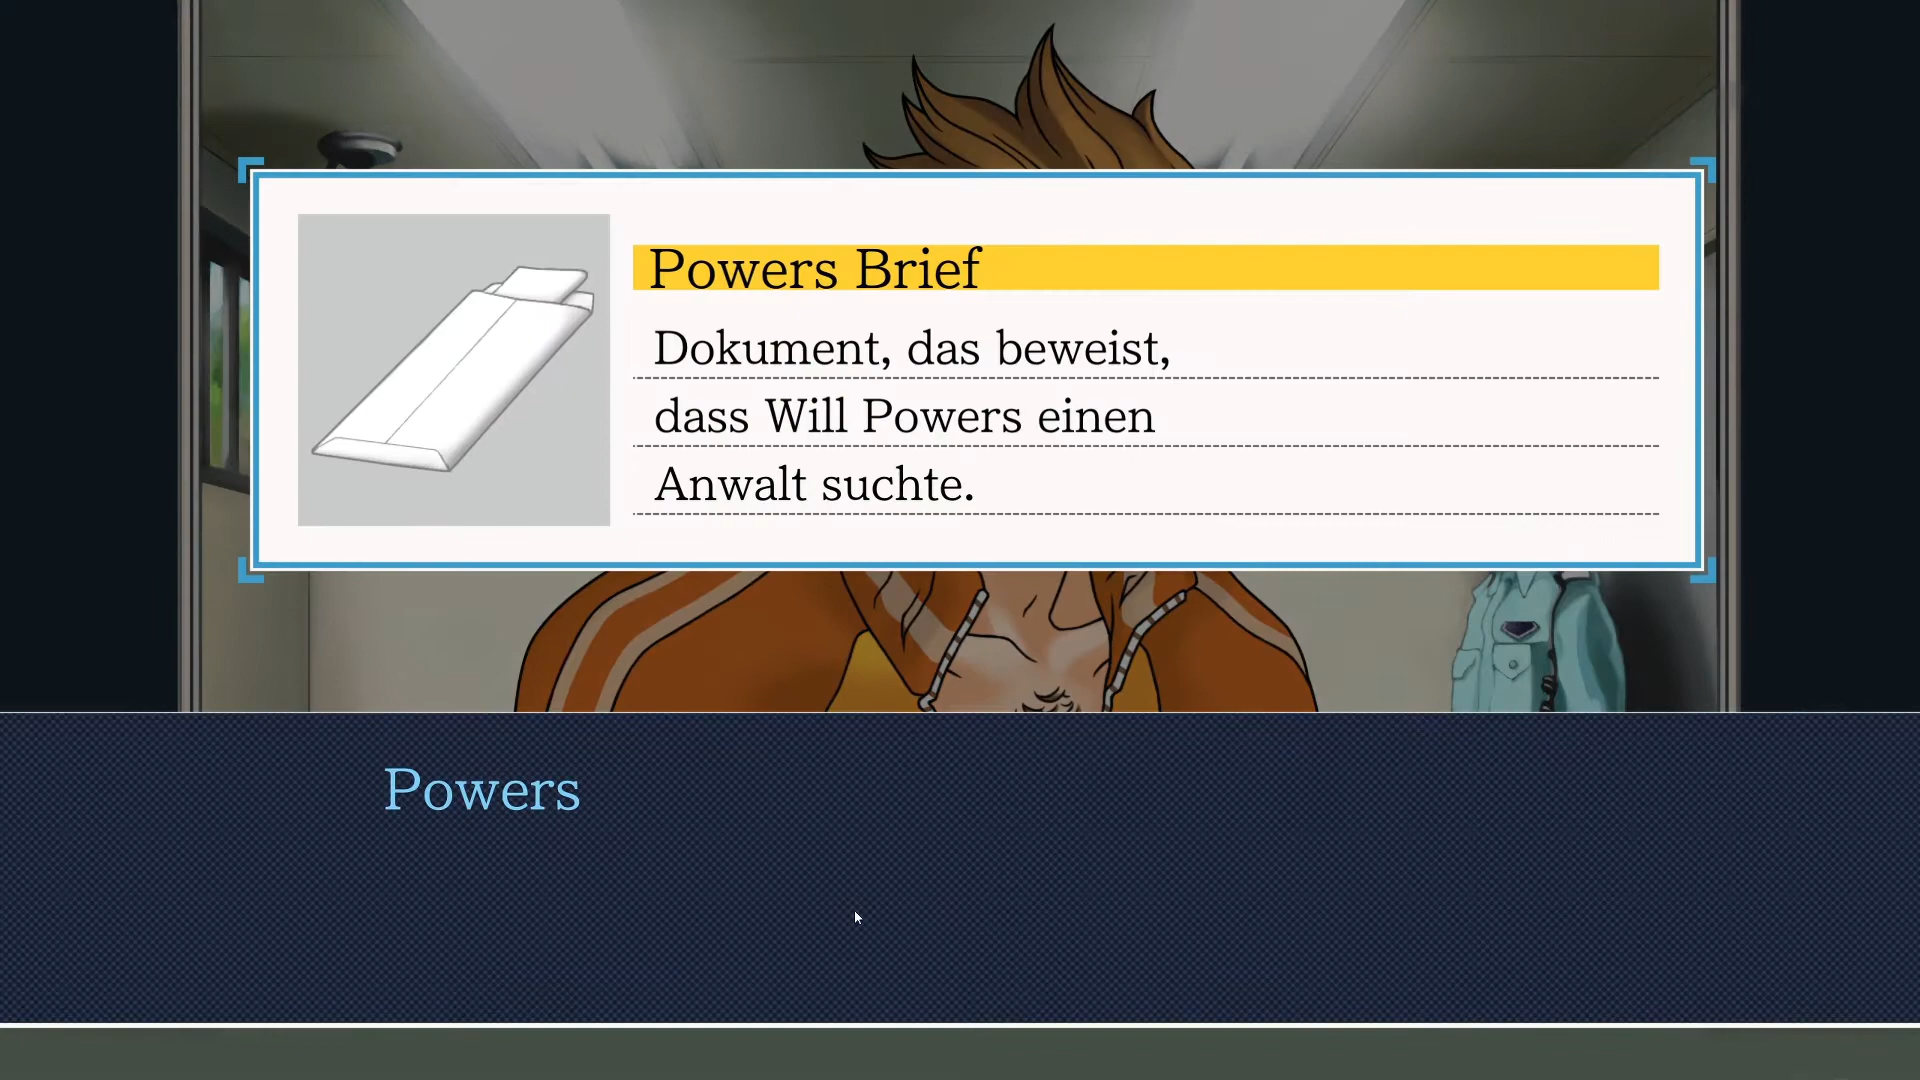 Powers Brief
Dokument, das beweist,
dass Will Powers einen
Anwalt suchte.
Powers